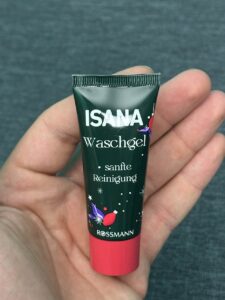 ISANA
Waschgel
• sanfte
Reinigung
ROSSMANN